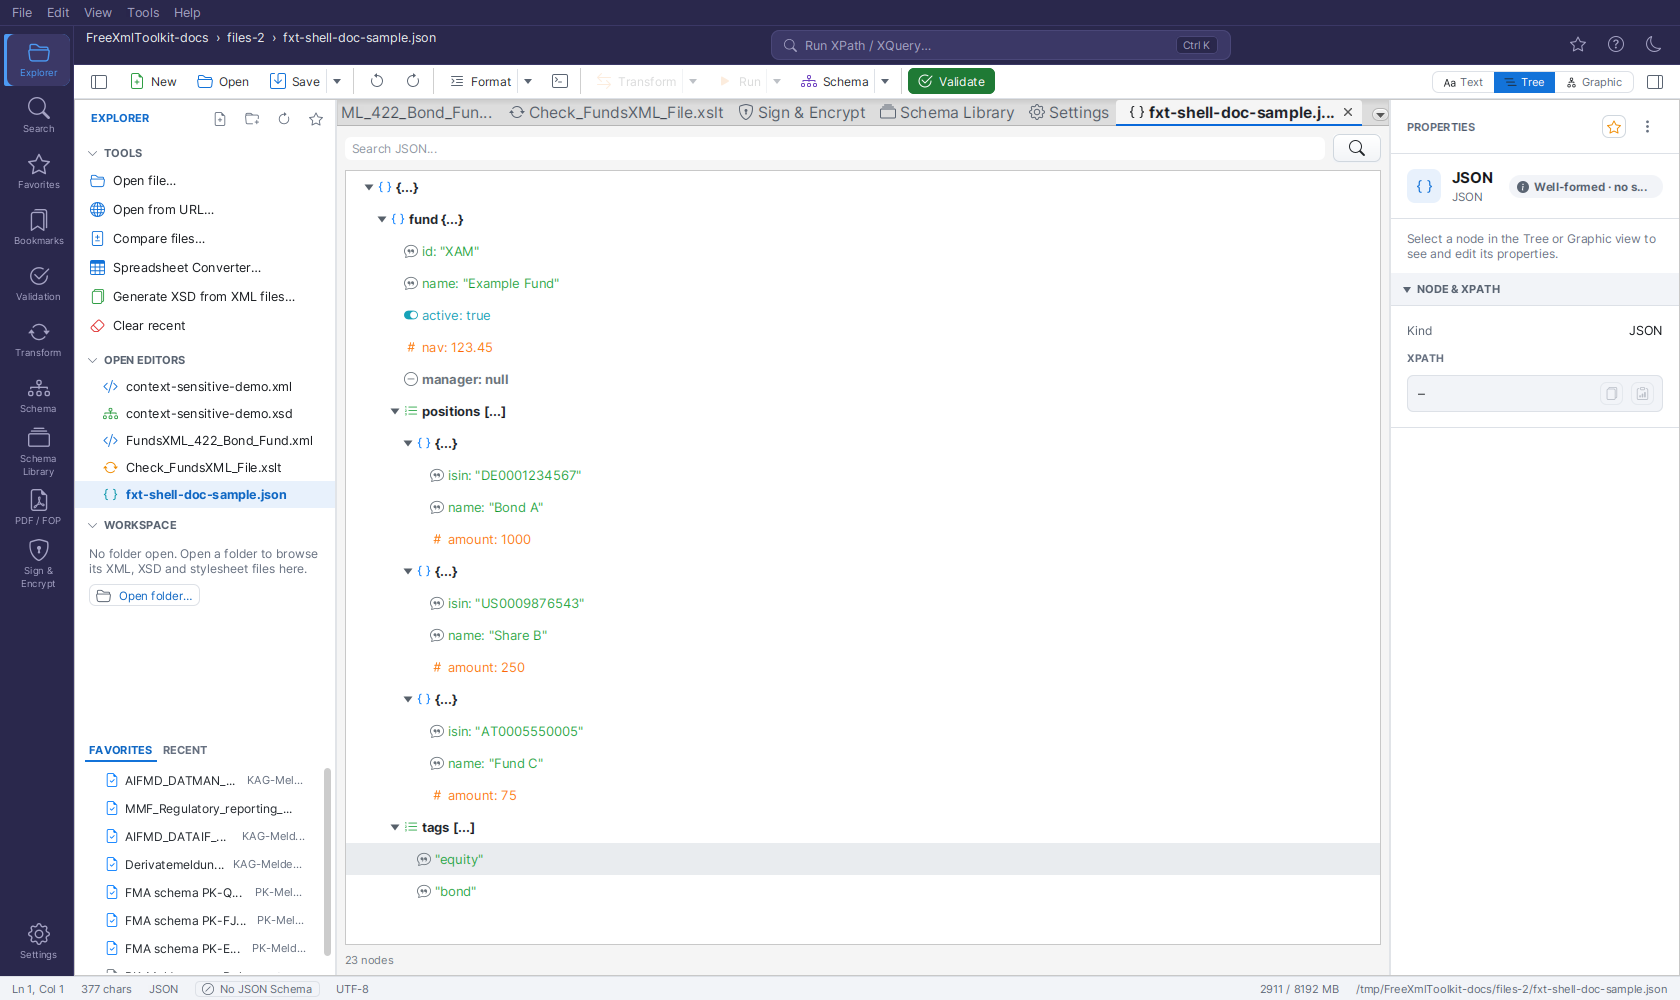 File Edit View Tools Help
FreeXmlToolkit-docs › files-2 › fxt-shell-doc-sample.json
Run XPath / XQuery... Ctrl K
New Open Save Format Transform Run Schema Validate Aa Text Tree Graphic
Explorer
Search
Favorites
Bookmarks
Validation
Transform
Schema
Schema
Library
PDF / FOP
Sign &
Encrypt
Settings
EXPLORER
TOOLS
Open file...
Open from URL...
Compare files...
Spreadsheet Converter...
Generate XSD from XML files...
Clear recent
OPEN EDITORS
context-sensitive-demo.xml
context-sensitive-demo.xsd
FundsXML_422_Bond_Fund.xml
Check_FundsXML_File.xslt
{ } fxt-shell-doc-sample.json
WORKSPACE
No folder open. Open a folder to browse
its XML, XSD and stylesheet files here.
Open folder...
FAVORITES RECENT
AIFMD_DATMAN_... KAG-Mel...
MMF_Regulatory_reporting_...
AIFMD_DATAIF_... KAG-Meld...
Derivatemeldun... KAG-Melde...
FMA schema PK-Q... PK-Mel...
FMA schema PK-FJ... PK-Mel...
FMA schema PK-E... PK-Meld...
ML_422_Bond_Fun... Check_FundsXML_File.xslt Sign & Encrypt Schema Library Settings { } fxt-shell-doc-sample.j...
Search JSON...
{ } {...}
{ } fund {...}
id: "XAM"
name: "Example Fund"
active: true
# nav: 123.45
manager: null
positions [...]
{ } {...}
isin: "DE0001234567"
name: "Bond A"
# amount: 1000
{ } {...}
isin: "US0009876543"
name: "Share B"
# amount: 250
{ } {...}
isin: "AT0005550005"
name: "Fund C"
# amount: 75
tags [...]
"equity"
"bond"
23 nodes
PROPERTIES
{ } JSON
JSON
Well-formed · no s...
Select a node in the Tree or Graphic view to
see and edit its properties.
NODE & XPATH
Kind JSON
XPATH
–
Ln 1, Col 1 377 chars JSON No JSON Schema UTF-8 2911 / 8192 MB /tmp/FreeXmlToolkit-docs/files-2/fxt-shell-doc-sample.json